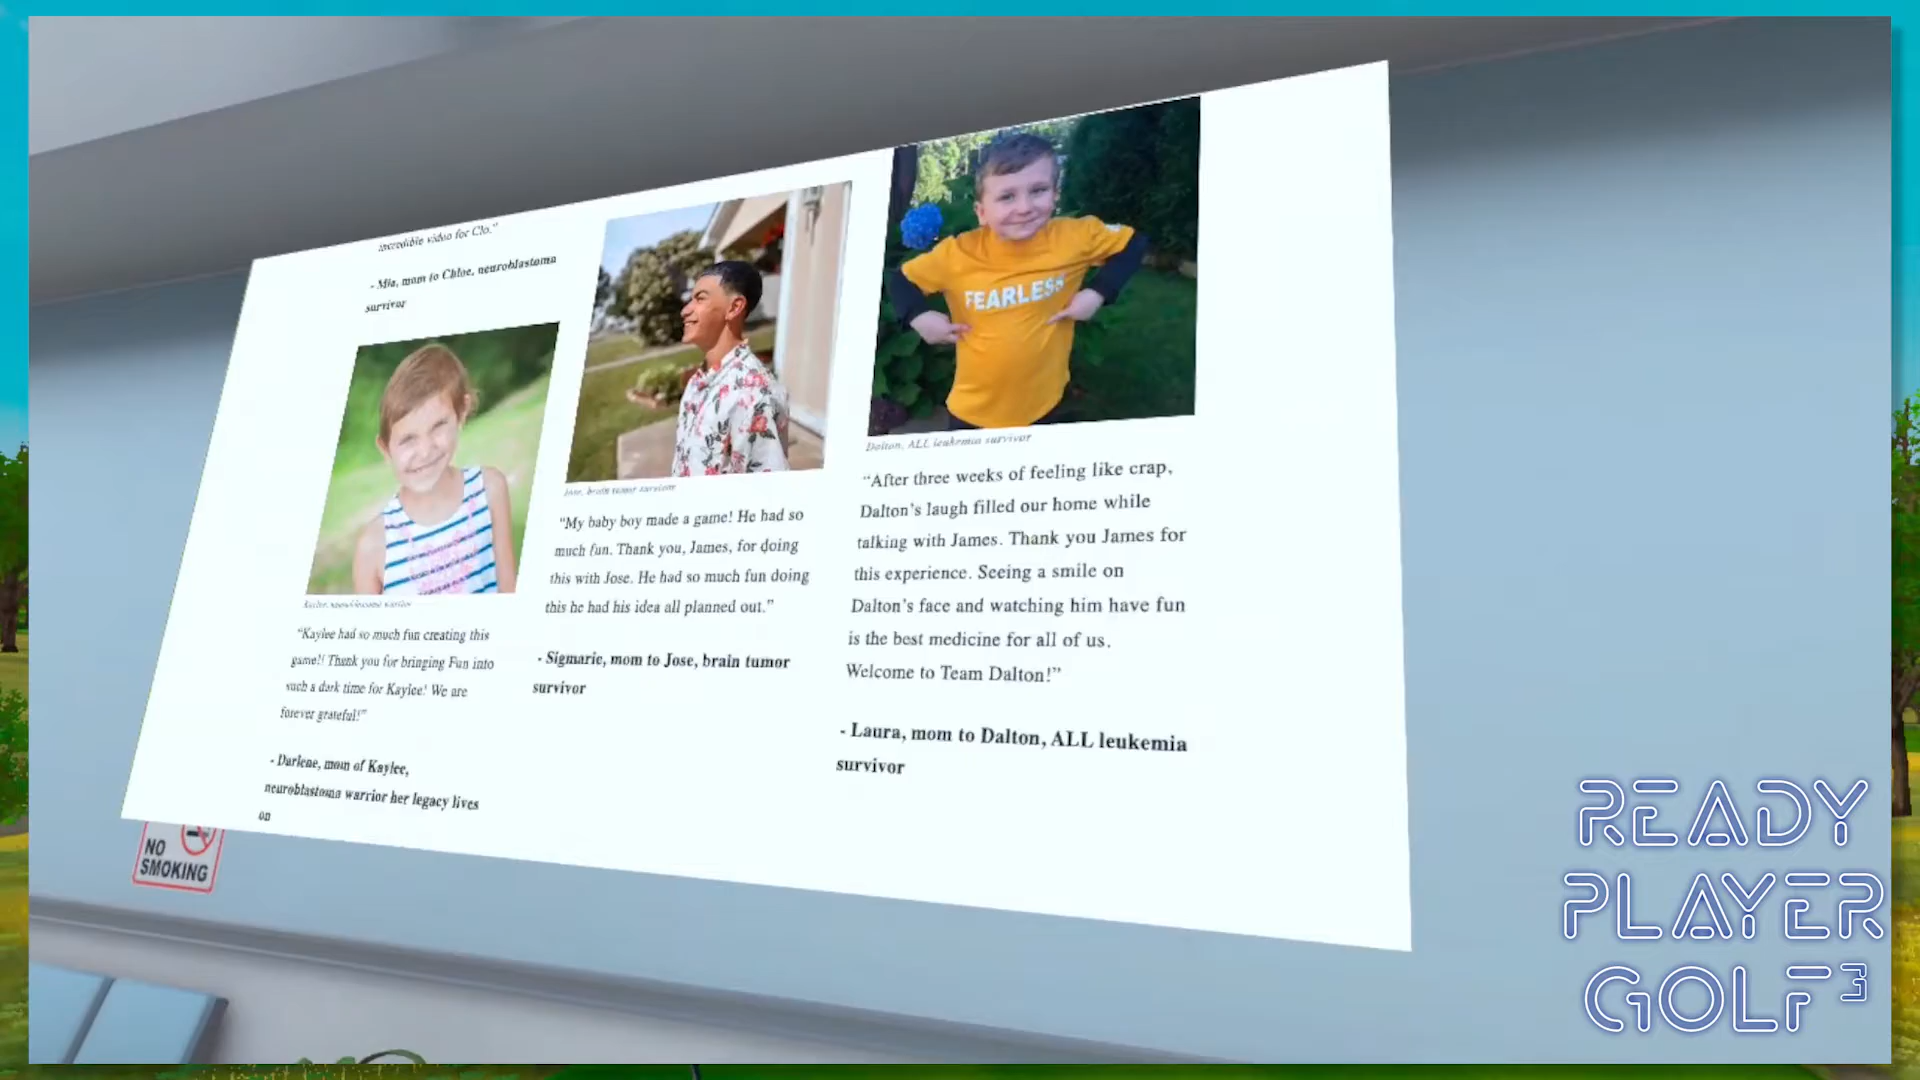 incredible video for Clo."
- Mia, mom to Chloe, neuroblastoma
survivor
"Kaylee had so much fun creating this
game!! Thank you for bringing Fun into
such a dark time for Kaylee! We are
forever grateful!"
- Darlene, mom of Kaylee,
neuroblastoma warrior her legacy lives
on
Jose, brain tumor survivor
"My baby boy made a game! He had so
much fun. Thank you, James, for doing
this with Jose. He had so much fun doing
this he had his idea all planned out."
- Sigmarie, mom to Jose, brain tumor
survivor
FEARLESS
Dalton, ALL leukemia survivor
"After three weeks of feeling like crap,
Dalton's laugh filled our home while
talking with James. Thank you James for
this experience. Seeing a smile on
Dalton's face and watching him have fun
is the best medicine for all of us.
Welcome to Team Dalton!"
- Laura, mom to Dalton, ALL leukemia
survivor
NO
SMOKING
READY
PLAYER
GOLF³